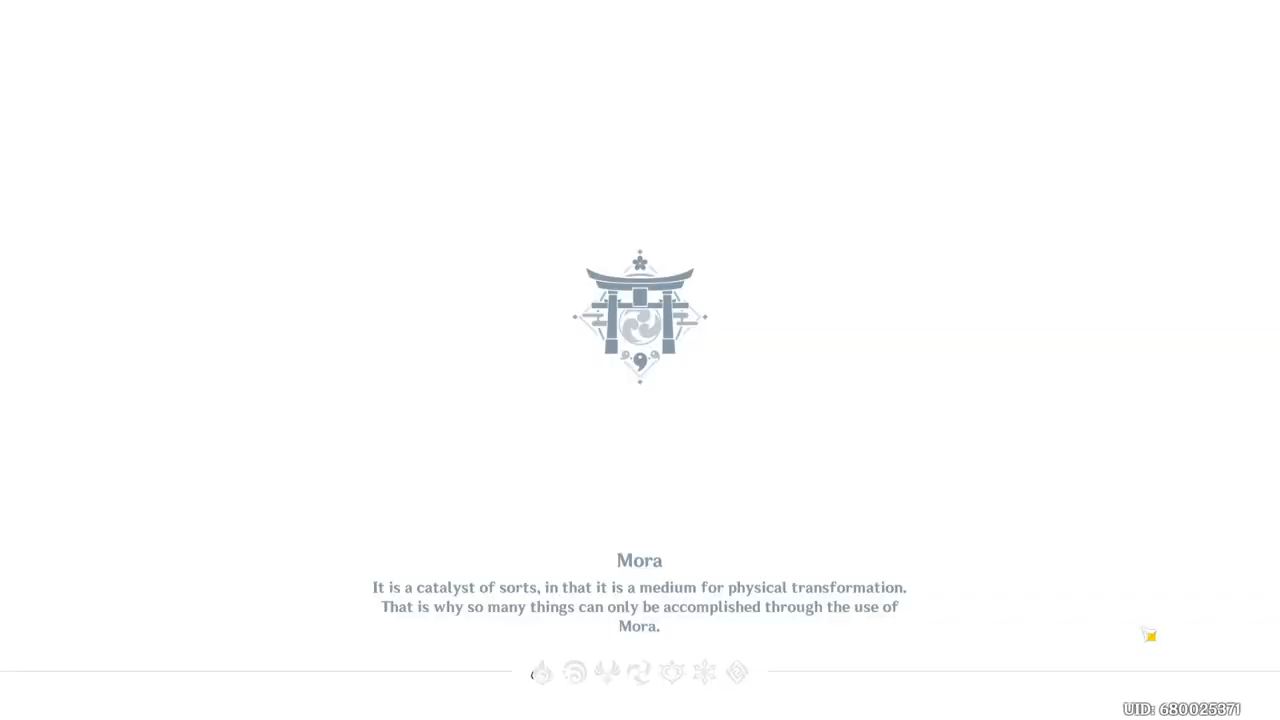 Mora
It is a catalyst of sorts, in that it is a medium for physical transformation.
That is why so many things can only be accomplished through the use of
Mora.
UID: 680025371